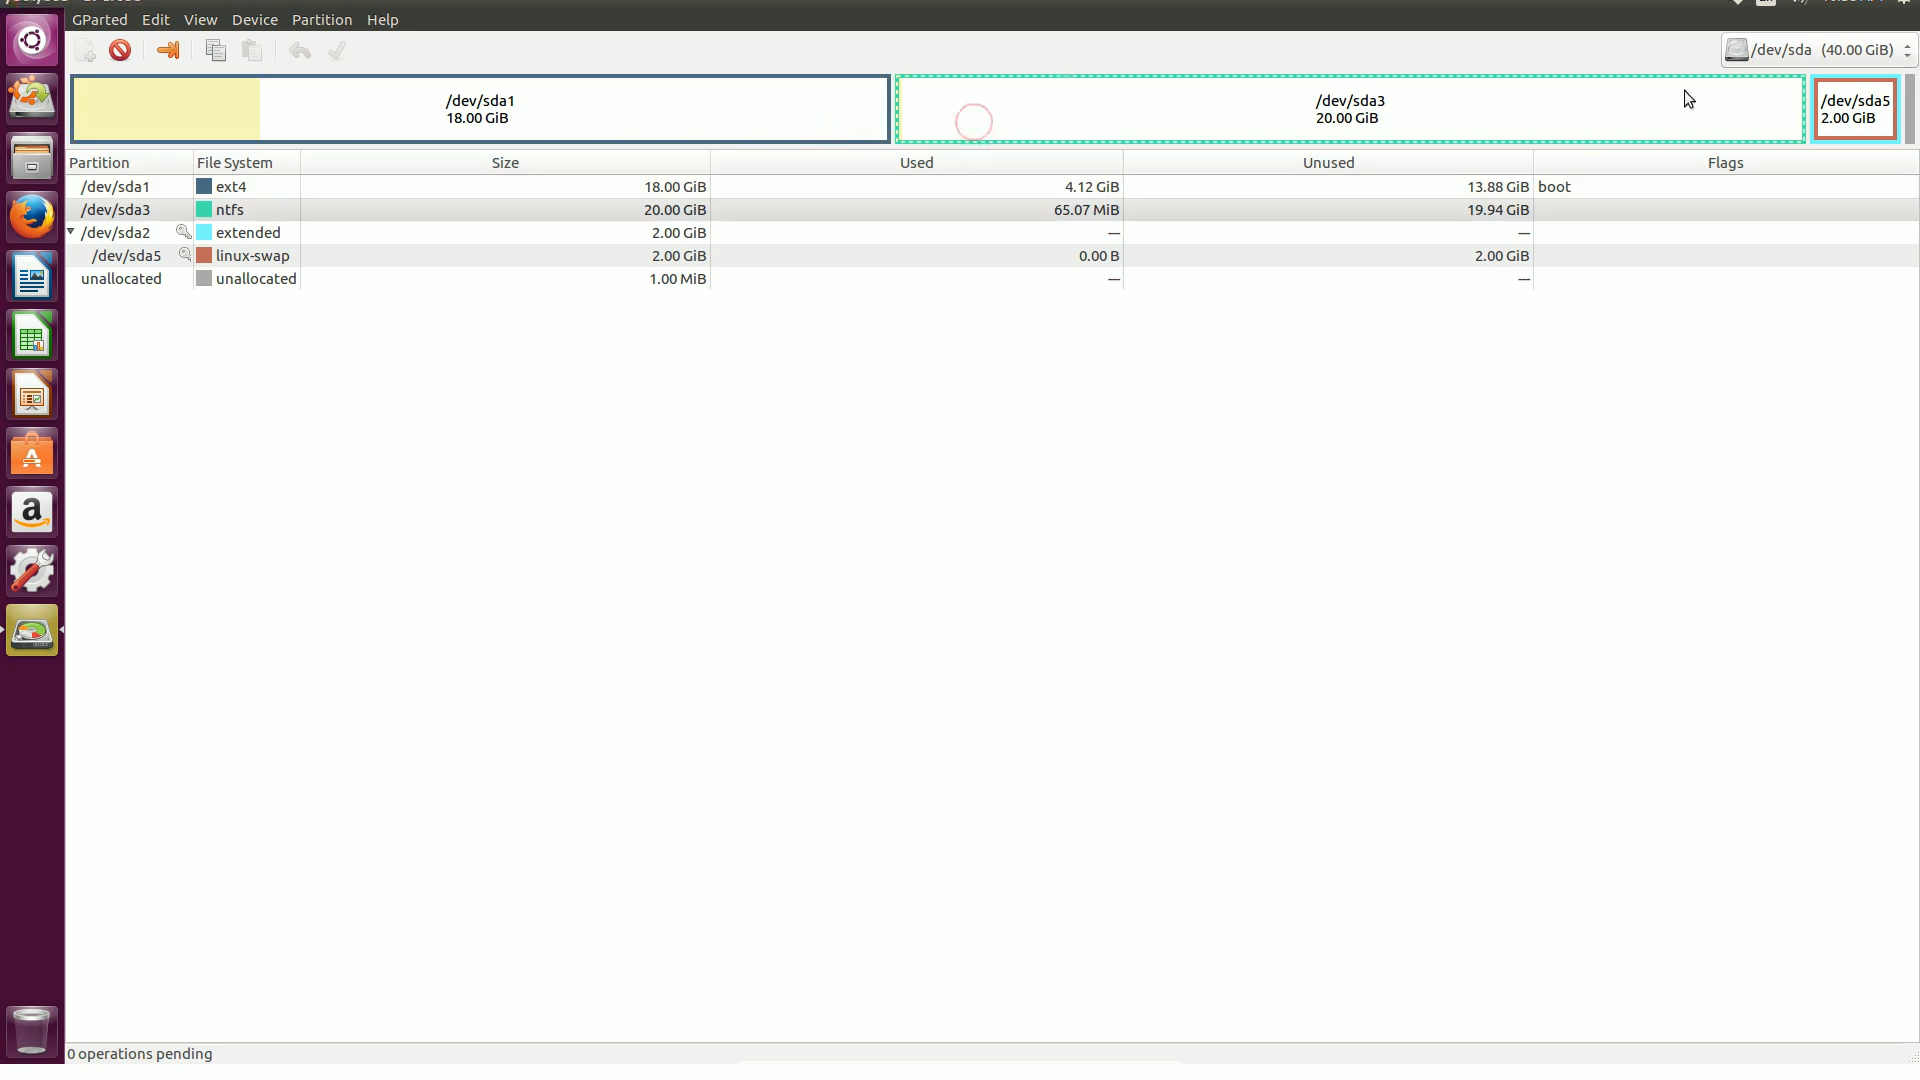 GParted Edit View Device Partition Help
/dev/sda (40.00 GiB)
/dev/sda1
18.00 GiB
/dev/sda3
20.00 GiB
/dev/sda5
2.00 GiB
Partition File System Size Used Unused Flags
/dev/sda1 ext4 18.00 GiB 4.12 GiB 13.88 GiB boot
/dev/sda3 ntfs 20.00 GiB 65.07 MiB 19.94 GiB
/dev/sda2 extended 2.00 GiB — —
/dev/sda5 linux-swap 2.00 GiB 0.00 B 2.00 GiB
unallocated unallocated 1.00 MiB — —
0 operations pending